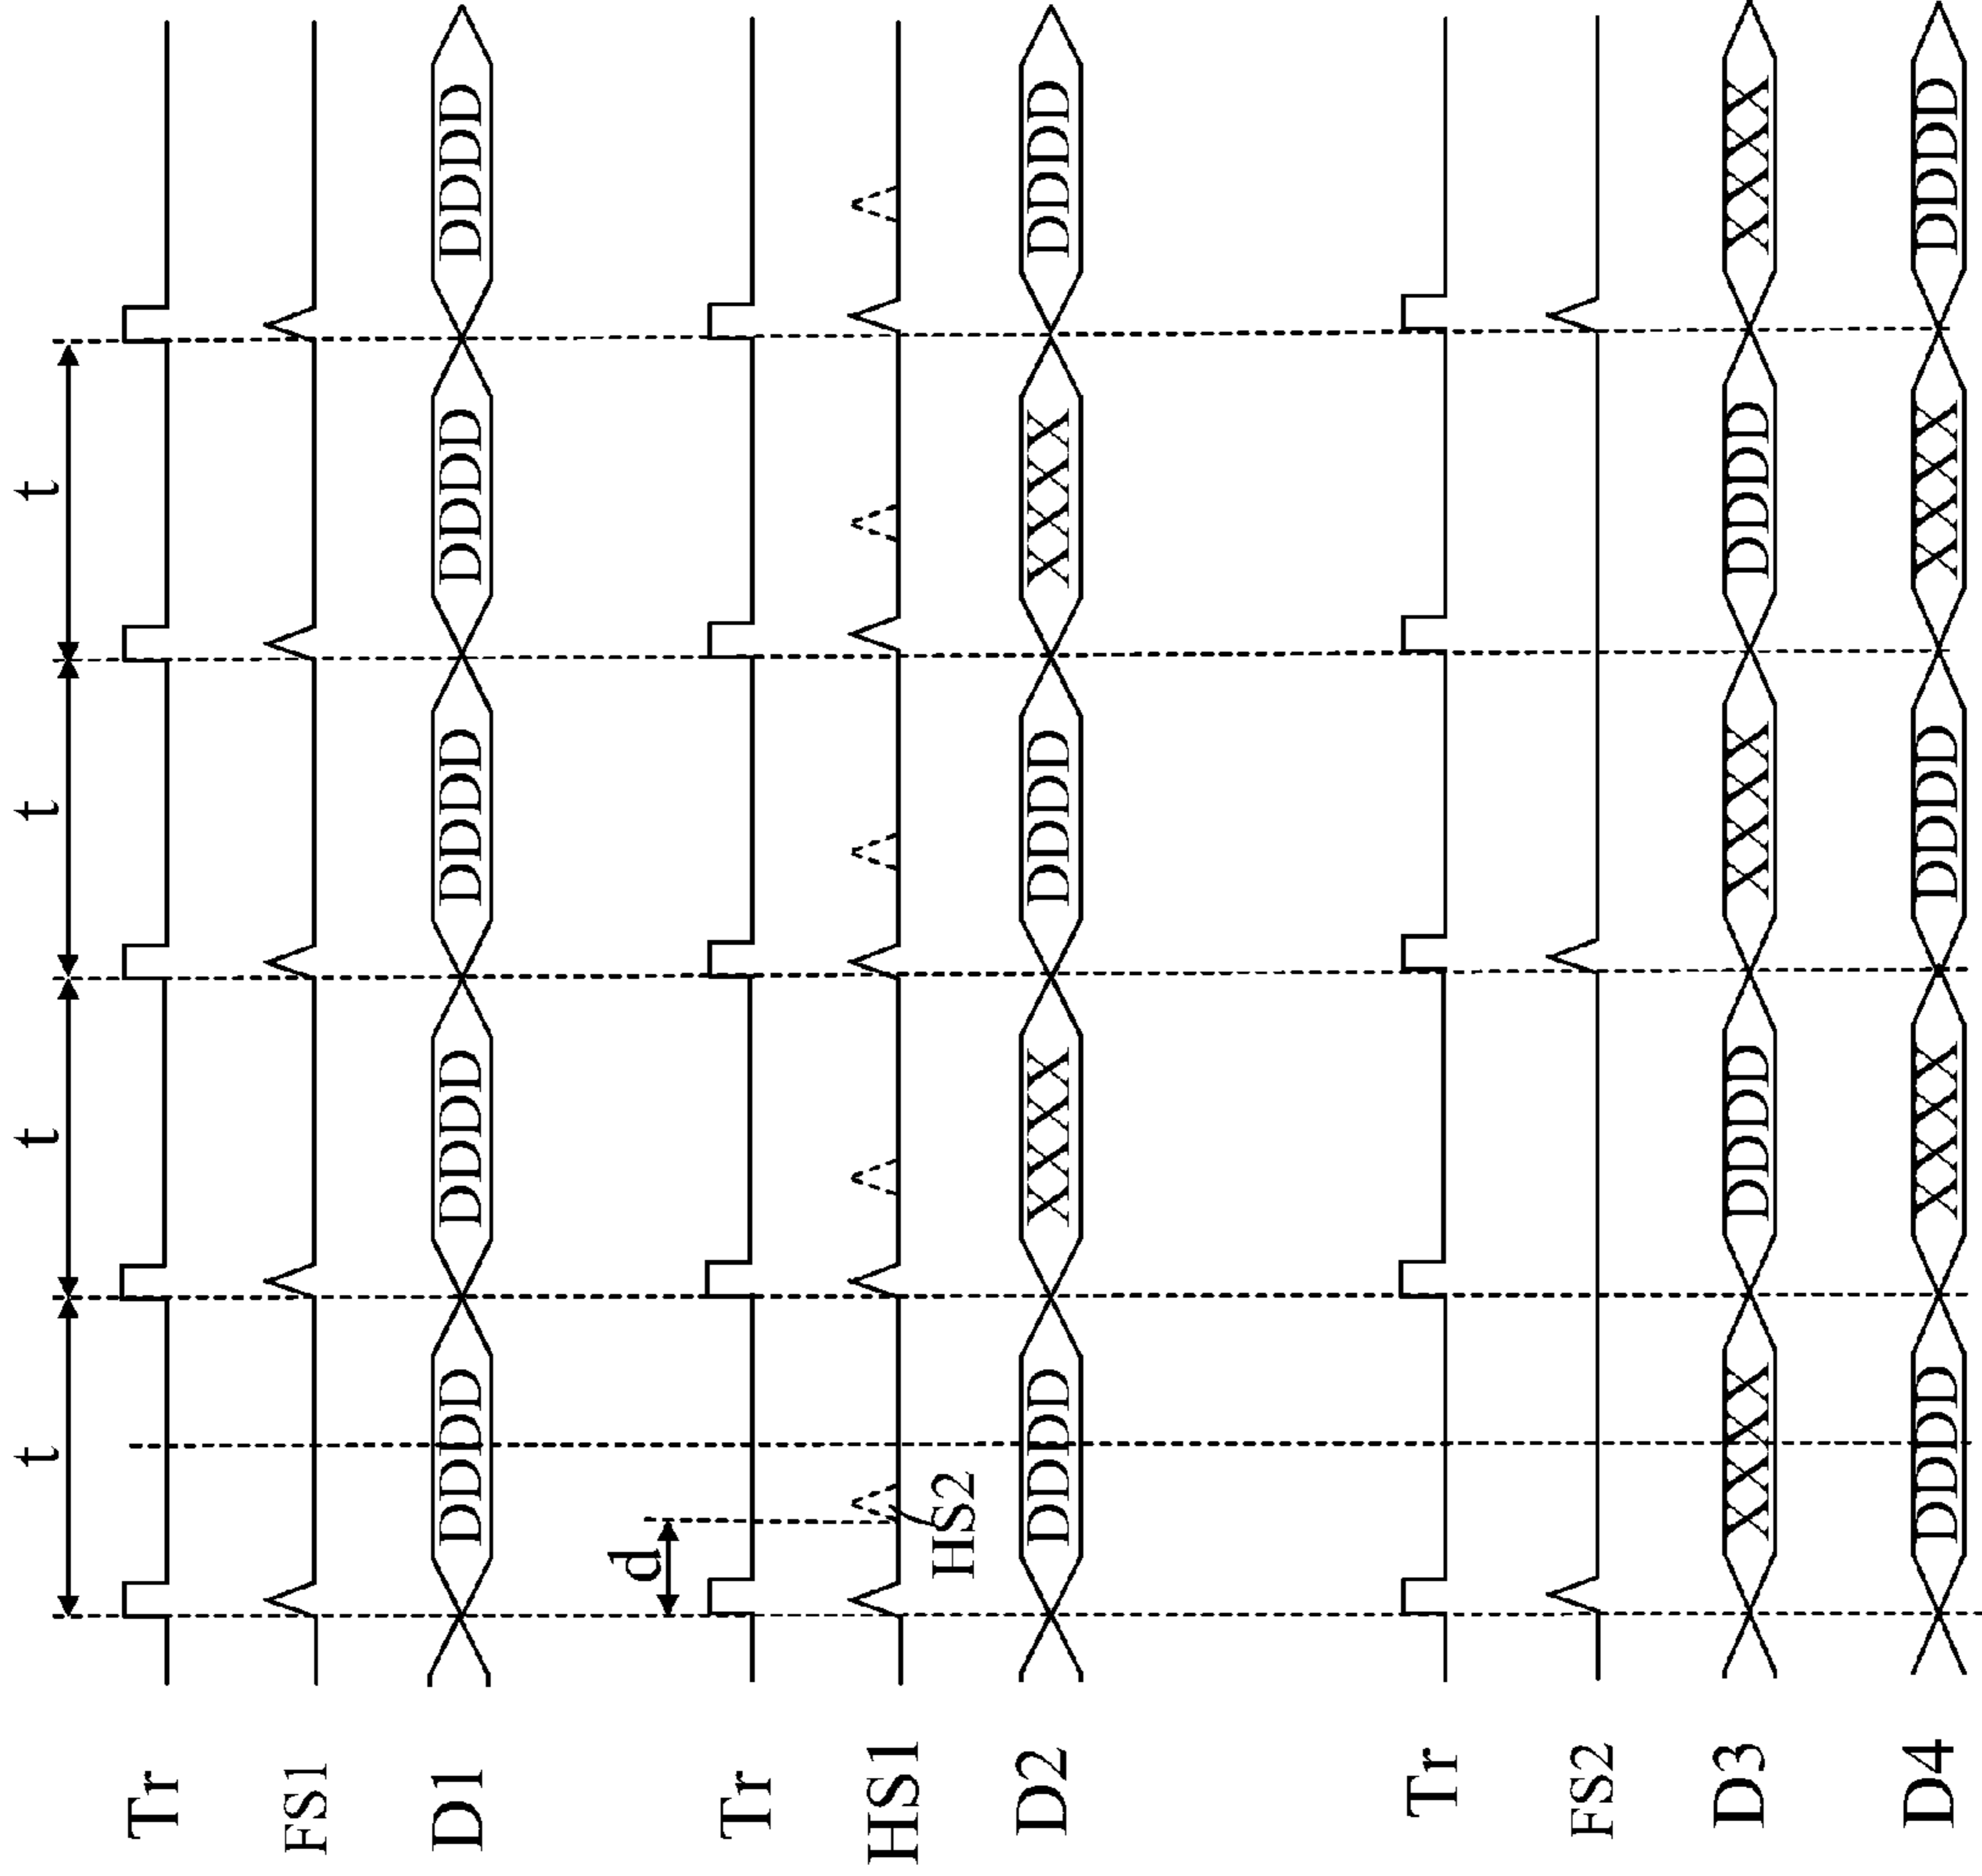 t t t t
Tr
FS1
D1 DDDD DDDD DDDD DDDD DDDD
d
Tr
HS1
HS2
D2 DDDD XXXX DDDD XXXX DDDD
Tr
FS2
D3 XXXX DDDD XXXX DDDD XXXX
D4 DDDD XXXX DDDD XXXX DDDD